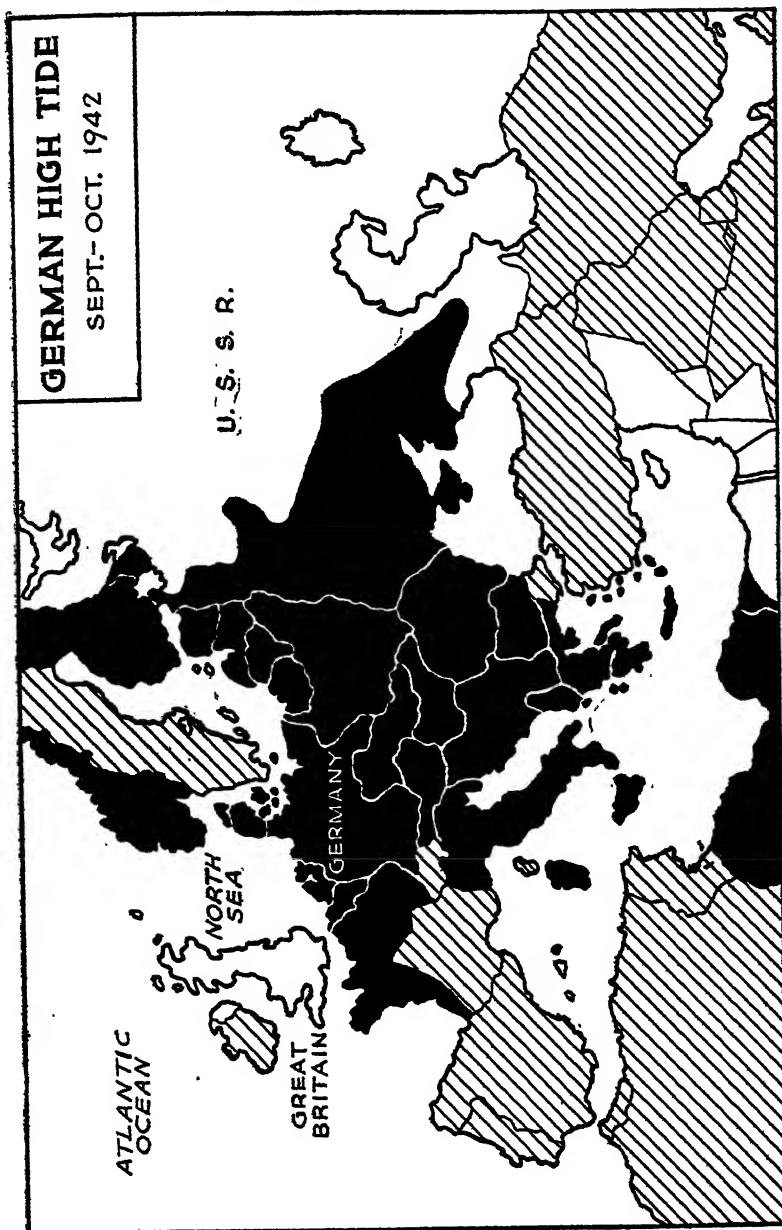 GERMAN HIGH TIDE
SEPT.- OCT. 1942
ATLANTIC
OCEAN
NORTH
SEA
U. S. S. R.
GREAT
BRITAIN
GERMANY